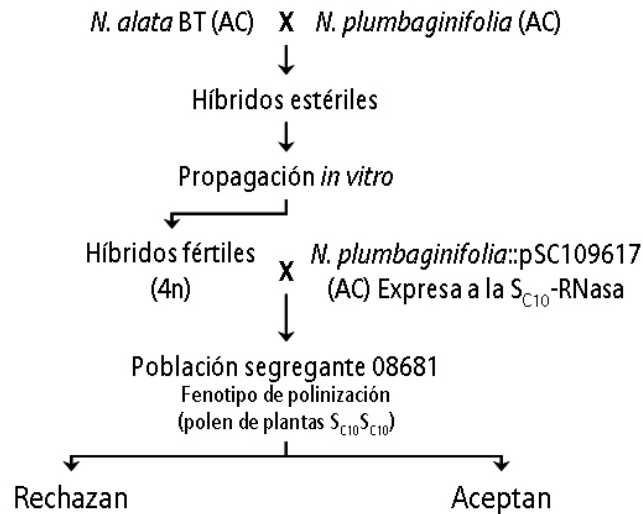 N. alata BT (AC) X N. plumbaginifolia (AC)
Híbridos estériles
Propagación in vitro
Híbridos fértiles
(4n)
X
N. plumbaginifolia::pSC109617
(AC) Expresa a la SC10-RNasa
Población segregante 08681
Fenotipo de polinización
(polen de plantas SC10SC10)
Rechazan
Aceptan